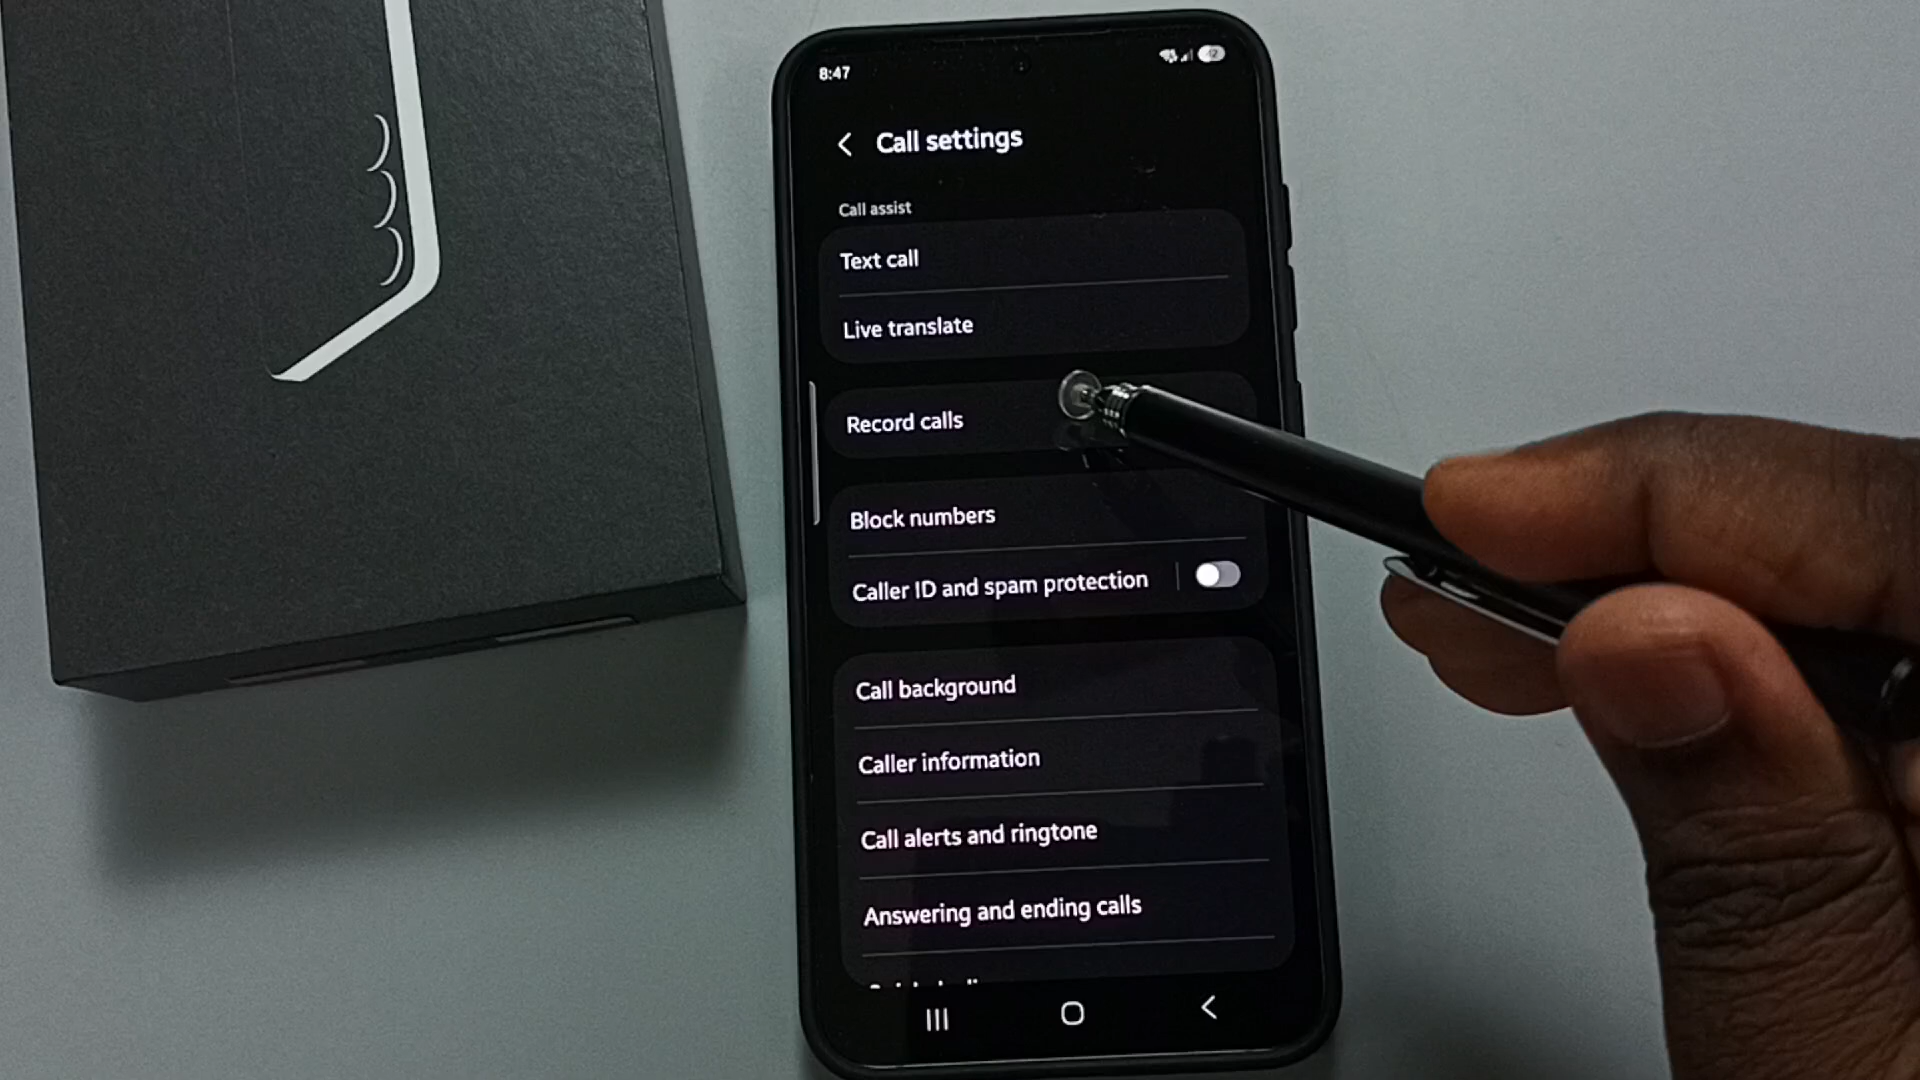 8:47
Call settings
Call assist
Text call
Live translate
Record calls
Block numbers
Caller ID and spam protection
Call background
Caller information
Call alerts and ringtone
Answering and ending calls